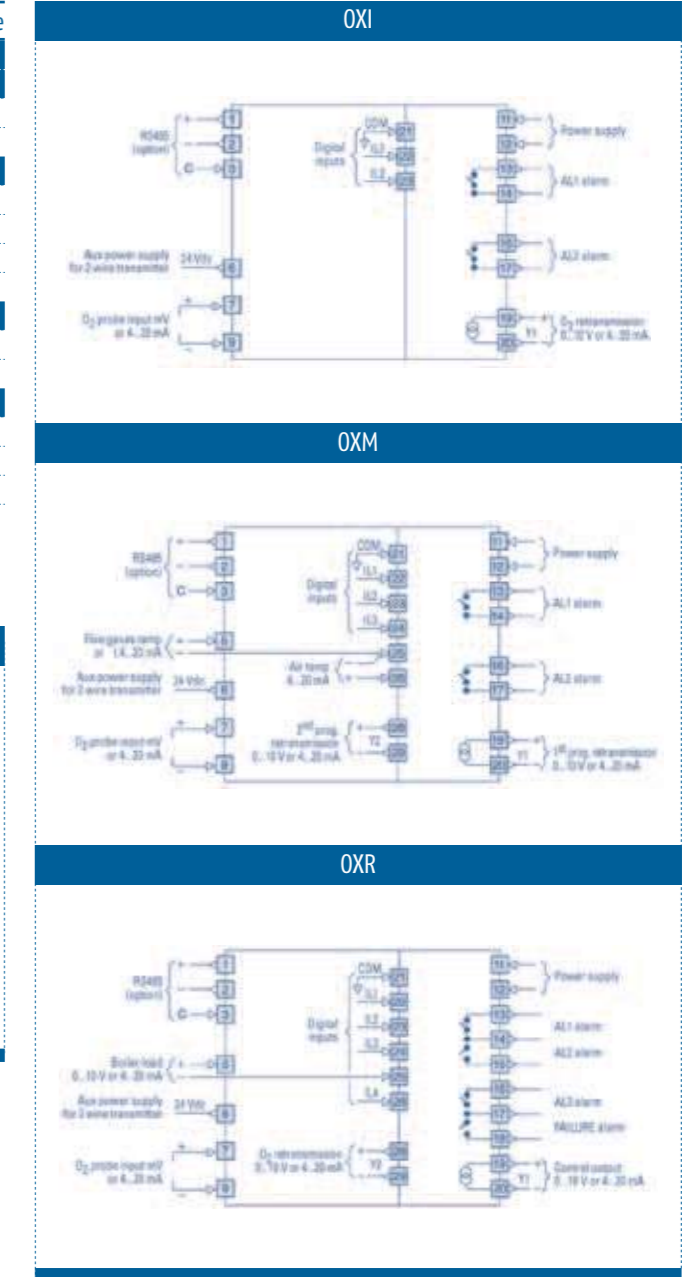 e
OXI
RS485
(option)
+
-
C
1
2
3
Aux power supply
for 2 wire transmitter
24 Vdc
6
O2 probe input mV
or 4..20 mA
+
-
7
9
Digital
inputs
COM
IL2
21
22
23
11
12
Power supply
13
14
AL1 alarm
16
17
AL2 alarm
19
20
Y1
+
-
O2 retransmission
0..10 V or 4..20 mA
OXM
RS485
(option)
+
-
C
1
2
3
Flue gases temp
+
-
5
Aux power supply
for 2 wire transmitter
24 Vdc
6
O2 probe input mV
or 4..20 mA
+
-
7
Digital
inputs
COM
IL1
IL2
IL3
21
22
23
24
Air temp
4..20 mA
-
+
25
26
2nd prog.
retransmission
0..10 V or 4..20 mA
+
-
Y2
11
12
Power supply
13
14
AL1 alarm
16
17
AL2 alarm
19
20
Y1
+
-
1st prog. retransmission
0..10 V or 4..20 mA
OXR
RS485
(option)
+
-
C
1
2
3
Boiler load
0..10 V or 4..20 mA
+
-
5
Aux power supply
for 2 wire transmitter
24 Vdc
6
O2 probe input mV
or 4..20 mA
+
-
7
9
Digital
inputs
COM
IL1
IL2
IL3
IL4
21
22
23
24
25
26
O2 retransmission
0..10 V or 4..20 mA
+
-
Y2
28
29
11
12
Power supply
13
14
15
AL1 alarm
AL2 alarm
16
17
18
AL3 alarm
FAILURE alarm
19
20
Y1
+
-
Control output
0..10 V or 4..20 mA